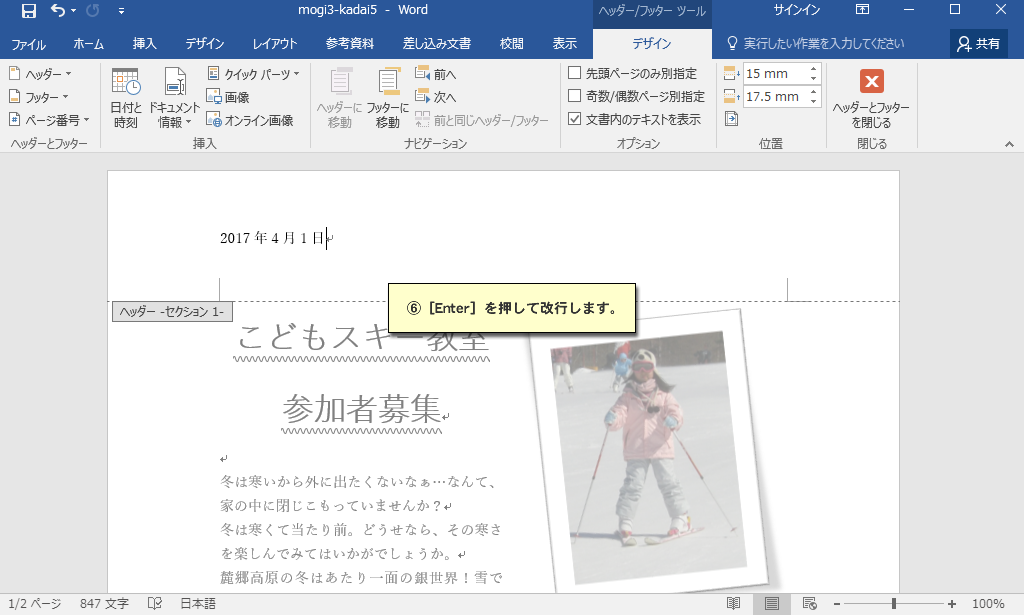 mogi3-kadai5 - Word
ヘッダー/フッター ツール
サインイン
ファイル ホーム 挿入 デザイン レイアウト 参考資料 差し込み文書 校閲 表示 デザイン 実行したい作業を入力してください 共有
ヘッダー
フッター
ページ番号
ヘッダーとフッター
日付と
時刻
ドキュメント
情報
クイック パーツ
画像
オンライン画像
挿入
ヘッダーに
移動
フッターに
移動
前へ
次へ
前と同じヘッダー/フッター
ナビゲーション
先頭ページのみ別指定
奇数/偶数ページ別指定
文書内のテキストを表示
オプション
15 mm
17.5 mm
位置
ヘッダーとフッター
を閉じる
閉じる
2017 年 4 月 1 日
⑥［Enter］を押して改行します。
ヘッダー -セクション 1-
こどもスキー教室
参加者募集
冬は寒いから外に出たくないなぁ…なんて、
家の中に閉じこもっていませんか？
冬は寒くて当たり前。どうせなら、その寒さ
を楽しんでみてはいかがでしょうか。
麓郷高原の冬はあたり一面の銀世界！雪で
1/2 ページ 847 文字 日本語 100%